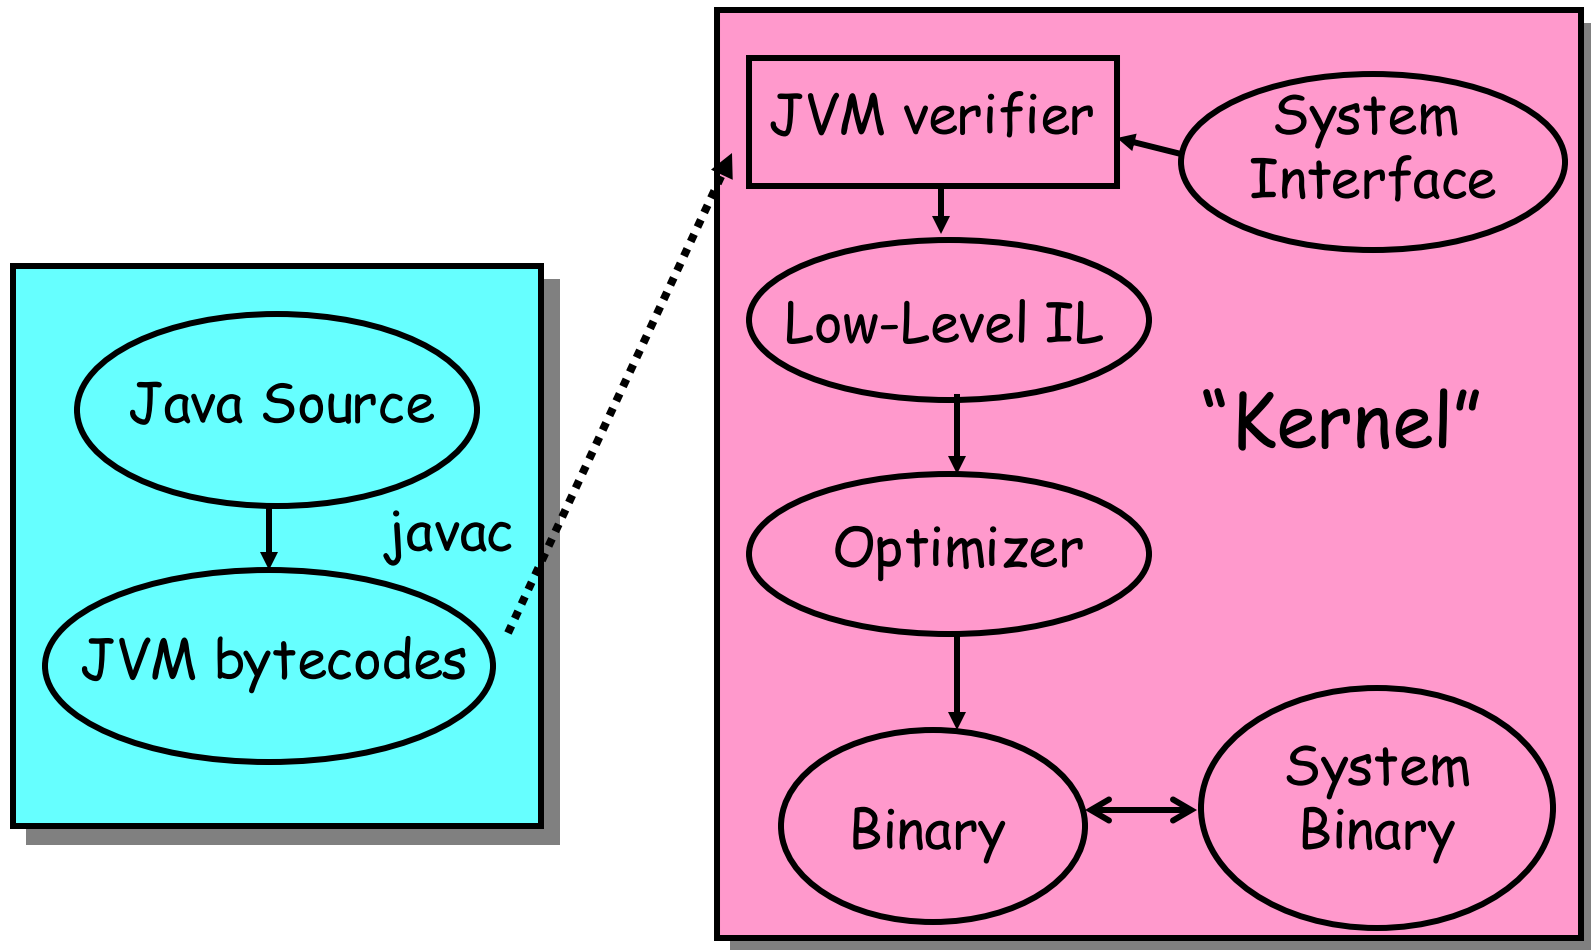 Java Source
javac
JVM bytecodes
JVM verifier
System
Interface
Low-Level IL
“Kernel”
Optimizer
Binary
System
Binary